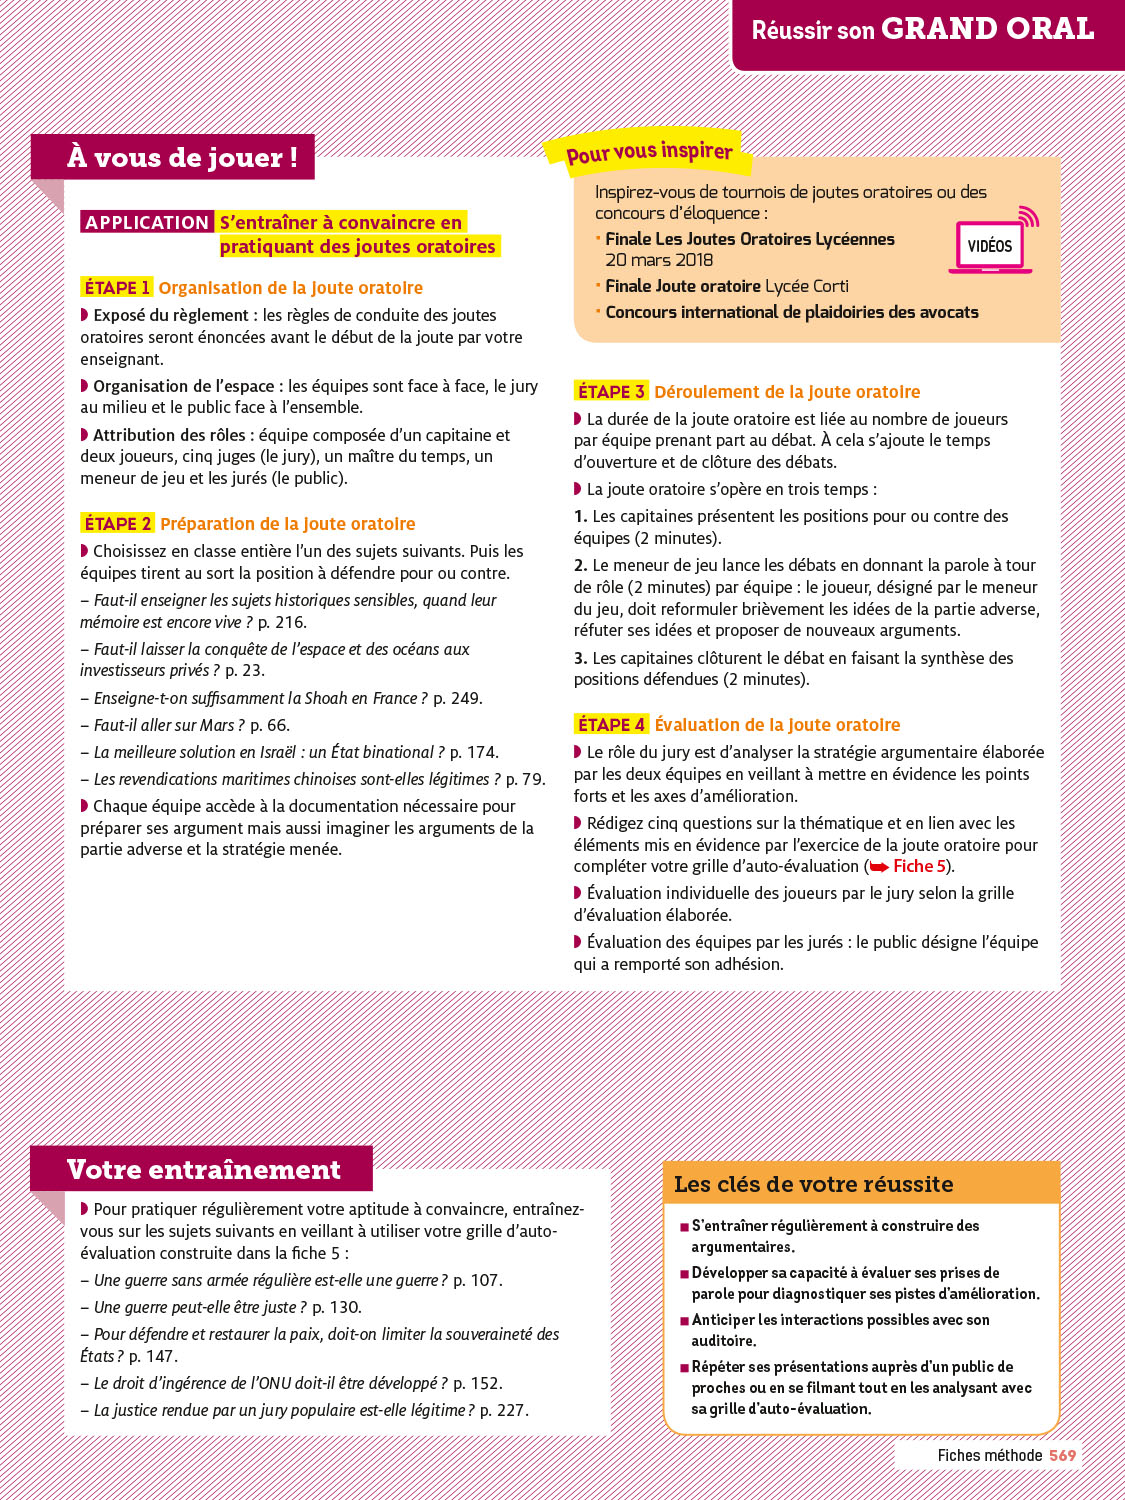 Réussir son GRAND ORAL
À vous de jouer !
APPLICATION S’entraîner à convaincre en
pratiquant des joutes oratoires
ÉTAPE 1 Organisation de la joute oratoire
◗ Exposé du règlement : les règles de conduite des joutes
oratoires seront énoncées avant le début de la joute par votre
enseignant.
◗ Organisation de l’espace : les équipes sont face à face, le jury
au milieu et le public face à l’ensemble.
◗ Attribution des rôles : équipe composée d’un capitaine et
deux joueurs, cinq juges (le jury), un maître du temps, un
meneur de jeu et les jurés (le public).
ÉTAPE 2 Préparation de la joute oratoire
◗ Choisissez en classe entière l’un des sujets suivants. Puis les
équipes tirent au sort la position à défendre pour ou contre.
– Faut-il enseigner les sujets historiques sensibles, quand leur
mémoire est encore vive ? p. 216.
– Faut-il laisser la conquête de l’espace et des océans aux
investisseurs privés ? p. 23.
– Enseigne-t-on suffisamment la Shoah en France ? p. 249.
– Faut-il aller sur Mars ? p. 66.
– La meilleure solution en Israël : un État binational ? p. 174.
– Les revendications maritimes chinoises sont-elles légitimes ? p. 79.
◗ Chaque équipe accède à la documentation nécessaire pour
préparer ses argument mais aussi imaginer les arguments de la
partie adverse et la stratégie menée.
Pour vous inspirer
Inspirez-vous de tournois de joutes oratoires ou des
concours d’éloquence :
• Finale Les Joutes Oratoires Lycéennes
20 mars 2018
• Finale Joute oratoire Lycée Corti
• Concours international de plaidoiries des avocats
VIDÉOS
ÉTAPE 3 Déroulement de la joute oratoire
◗ La durée de la joute oratoire est liée au nombre de joueurs
par équipe prenant part au débat. À cela s’ajoute le temps
d’ouverture et de clôture des débats.
◗ La joute oratoire s’opère en trois temps :
1. Les capitaines présentent les positions pour ou contre des
équipes (2 minutes).
2. Le meneur de jeu lance les débats en donnant la parole à tour
de rôle (2 minutes) par équipe : le joueur, désigné par le meneur
du jeu, doit reformuler brièvement les idées de la partie adverse,
réfuter ses idées et proposer de nouveaux arguments.
3. Les capitaines clôturent le débat en faisant la synthèse des
positions défendues (2 minutes).
ÉTAPE 4 Évaluation de la joute oratoire
◗ Le rôle du jury est d’analyser la stratégie argumentaire élaborée
par les deux équipes en veillant à mettre en évidence les points
forts et les axes d’amélioration.
◗ Rédigez cinq questions sur la thématique et en lien avec les
éléments mis en évidence par l’exercice de la joute oratoire pour
compléter votre grille d’auto-évaluation (➥ Fiche 5).
◗ Évaluation individuelle des joueurs par le jury selon la grille
d’évaluation élaborée.
◗ Évaluation des équipes par les jurés : le public désigne l’équipe
qui a remporté son adhésion.
Votre entraînement
◗ Pour pratiquer régulièrement votre aptitude à convaincre, entraînez-
vous sur les sujets suivants en veillant à utiliser votre grille d’auto-
évaluation construite dans la fiche 5 :
– Une guerre sans armée régulière est-elle une guerre ? p. 107.
– Une guerre peut-elle être juste ? p. 130.
– Pour défendre et restaurer la paix, doit-on limiter la souveraineté des
États ? p. 147.
– Le droit d’ingérence de l’ONU doit-il être développé ? p. 152.
– La justice rendue par un jury populaire est-elle légitime ? p. 227.
Les clés de votre réussite
■ S’entraîner régulièrement à construire des
argumentaires.
■ Développer sa capacité à évaluer ses prises de
parole pour diagnostiquer ses pistes d’amélioration.
■ Anticiper les interactions possibles avec son
auditoire.
■ Répéter ses présentations auprès d’un public de
proches ou en se filmant tout en les analysant avec
sa grille d’auto-évaluation.
Fiches méthode 569